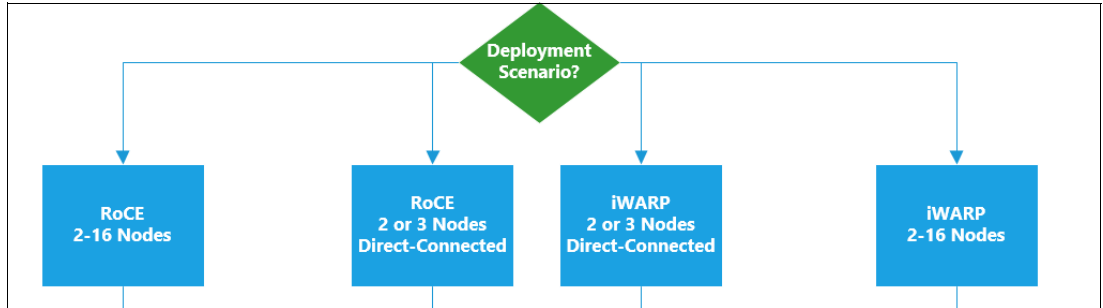 Deployment
Scenario?
RoCE
2-16 Nodes
RoCE
2 or 3 Nodes
Direct-Connected
iWARP
2 or 3 Nodes
Direct-Connected
iWARP
2-16 Nodes